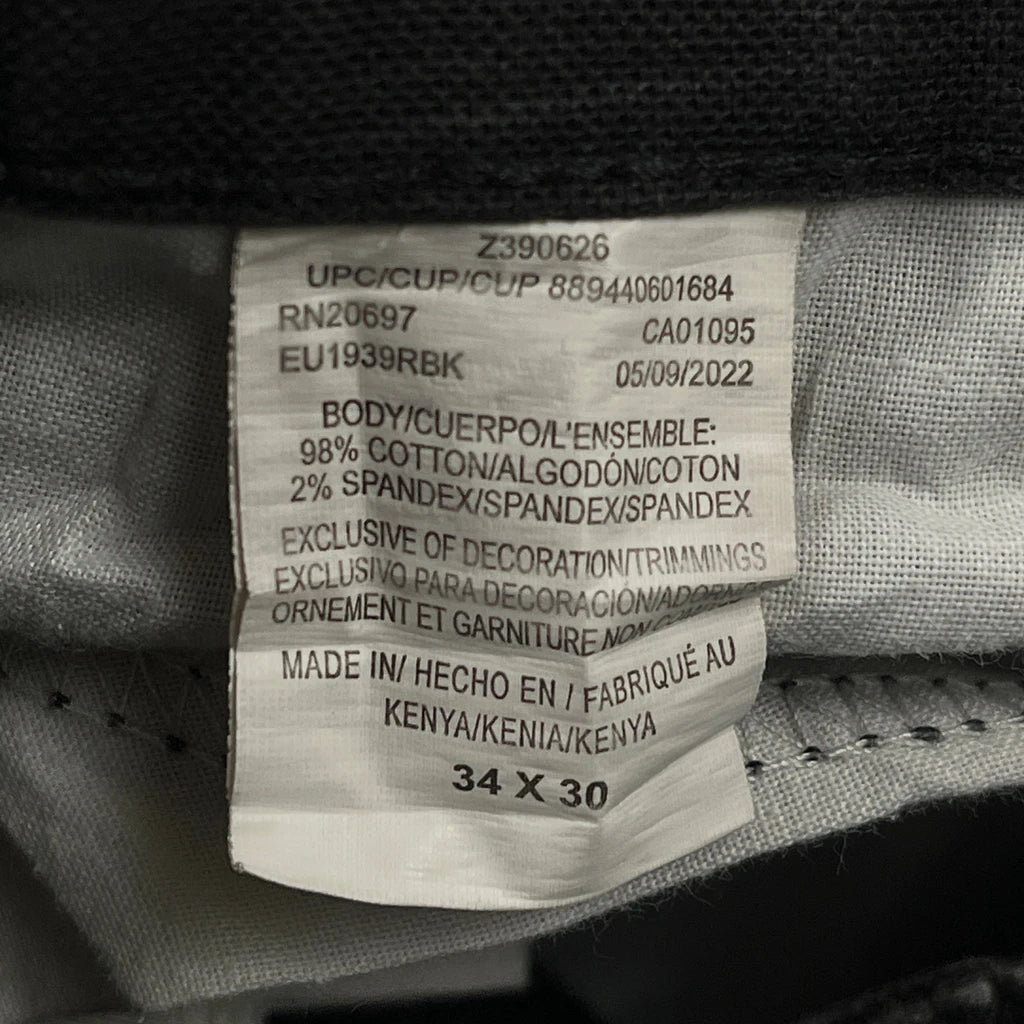 Z390626
UPC/CUP/CUP 889440601684
RN20697 CA01095
EU1939RBK 05/09/2022
BODY/CUERPO/L'ENSEMBLE:
98% COTTON/ALGODÓN/COTON
2% SPANDEX/SPANDEX/SPANDEX
EXCLUSIVE OF DECORATION/TRIMMINGS
EXCLUSIVO PARA DECORACIÓN/
ORNEMENT ET GARNITURE NON
MADE IN/ HECHO EN / FABRIQUÉ AU
KENYA/KENIA/KENYA
34 X 30